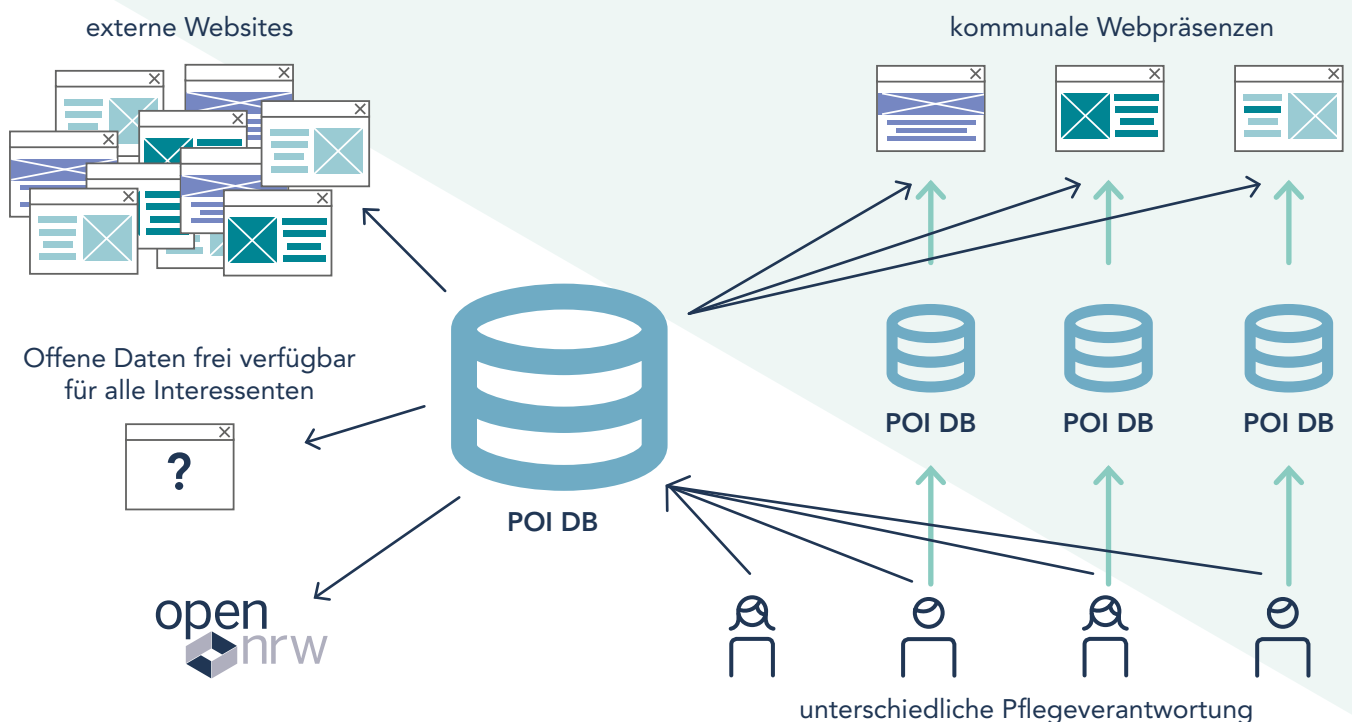 externe Websites
kommunale Webpräsenzen
Offene Daten frei verfügbar
für alle Interessenten
?
POI DB
POI DB
POI DB
POI DB
open
nrw
unterschiedliche Pflegeverantwortung